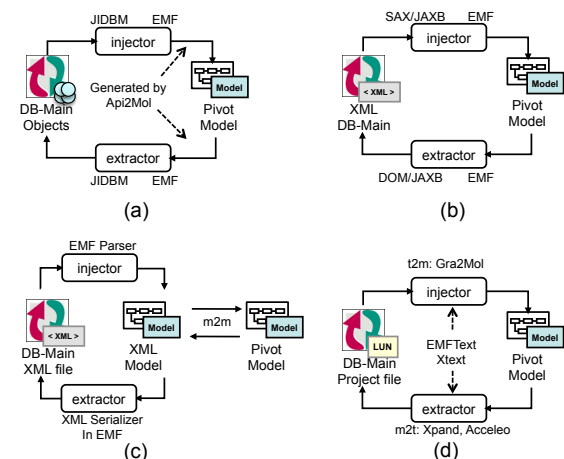 JIDBM EMF
injector
Generated by
Api2Mol
Model
DB-Main
Objects
Pivot
Model
extractor
JIDBM EMF
(a)
SAX/JAXB EMF
injector
< XML >
Model
XML
DB-Main
Pivot
Model
extractor
DOM/JAXB EMF
(b)
EMF Parser
injector
< XML >
Model
m2m
Model
DB-Main
XML file
XML
Model
Pivot
Model
extractor
XML Serializer
In EMF
(c)
t2m: Gra2Mol
injector
LUN
EMFText
Xtext
Model
DB-Main
Project file
Pivot
Model
extractor
m2t: Xpand, Acceleo
(d)